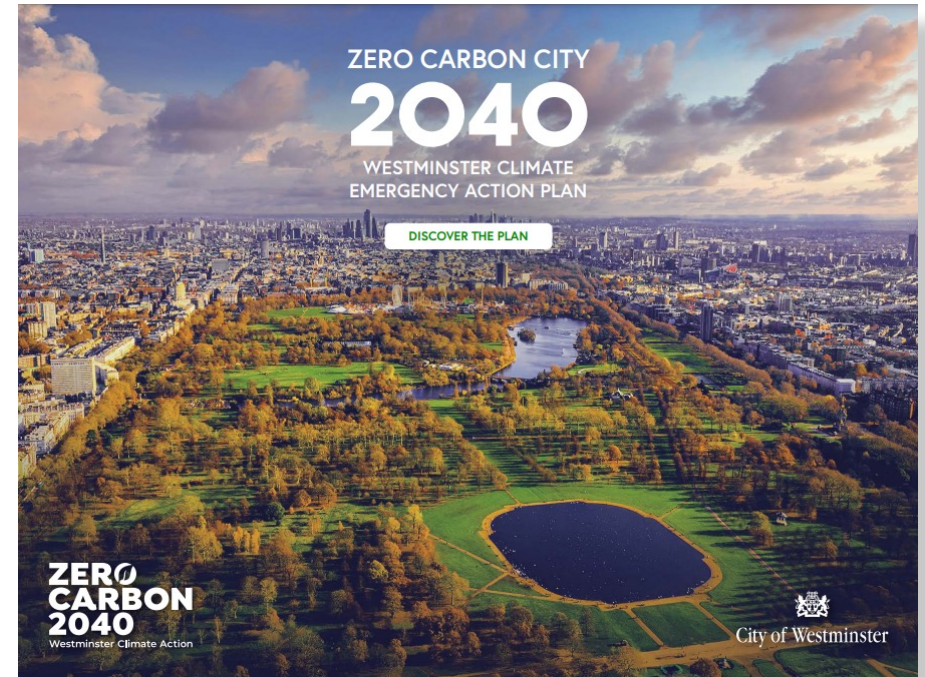 ZERO CARBON CITY
2040
WESTMINSTER CLIMATE
EMERGENCY ACTION PLAN
DISCOVER THE PLAN
ZERO
CARBON
2040
Westminster Climate Action
City of Westminster